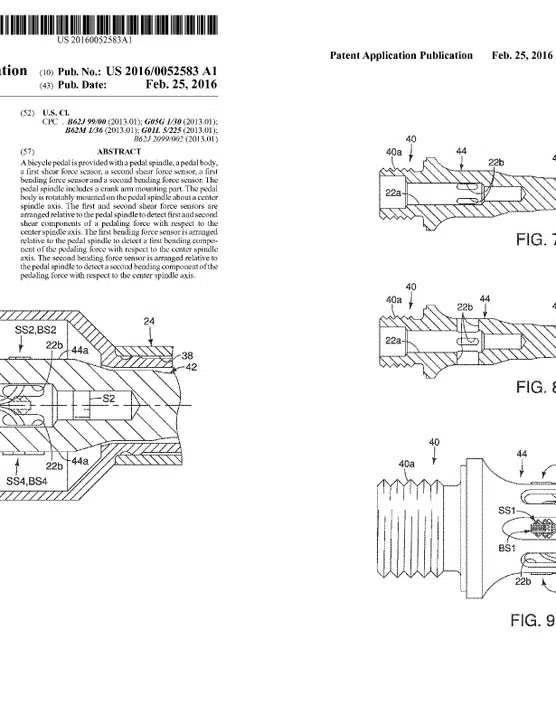 US 20160052583A1
ation (10) Pub. No.: US 2016/0052583 A1
(43) Pub. Date: Feb. 25, 2016
(52) U.S. Cl.
CPC . B62J 99/00 (2013.01); G05G 1/30 (2013.01);
B62M 1/36 (2013.01); G01L 5/225 (2013.01);
B62J 2099/002 (2013.01)
(57) ABSTRACT
A bicycle pedal is provided with a pedal spindle, a pedal body,
a first shear force sensor, a second shear force sensor, a first
bending force sensor and a second bending force sensor. The
pedal spindle includes a crank arm mounting part. The pedal
body is rotatably mounted on the pedal spindle about a center
spindle axis. The first and second shear force sensors are
arranged relative to the pedal spindle to detect first and second
shear components of a pedaling force with respect to the
center spindle axis. The first bending force sensor is arranged
relative to the pedal spindle to detect a first bending compo-
nent of the pedaling force with respect to the center spindle
axis. The second bending force sensor is arranged relative to
the pedal spindle to detect a second bending component of the
pedaling force with respect to the center spindle axis.
SS2,BS2
22b
44a
24
38
42
S2
22b
44a
SS4,BS4
Patent Application Publication Feb. 25, 2016
40
40a
44
22b
4
22a
FIG. 7
40
40a
22b
44
4
22a
FIG. 8
40
40a
44
SS1
BS1
22b
FIG. 9